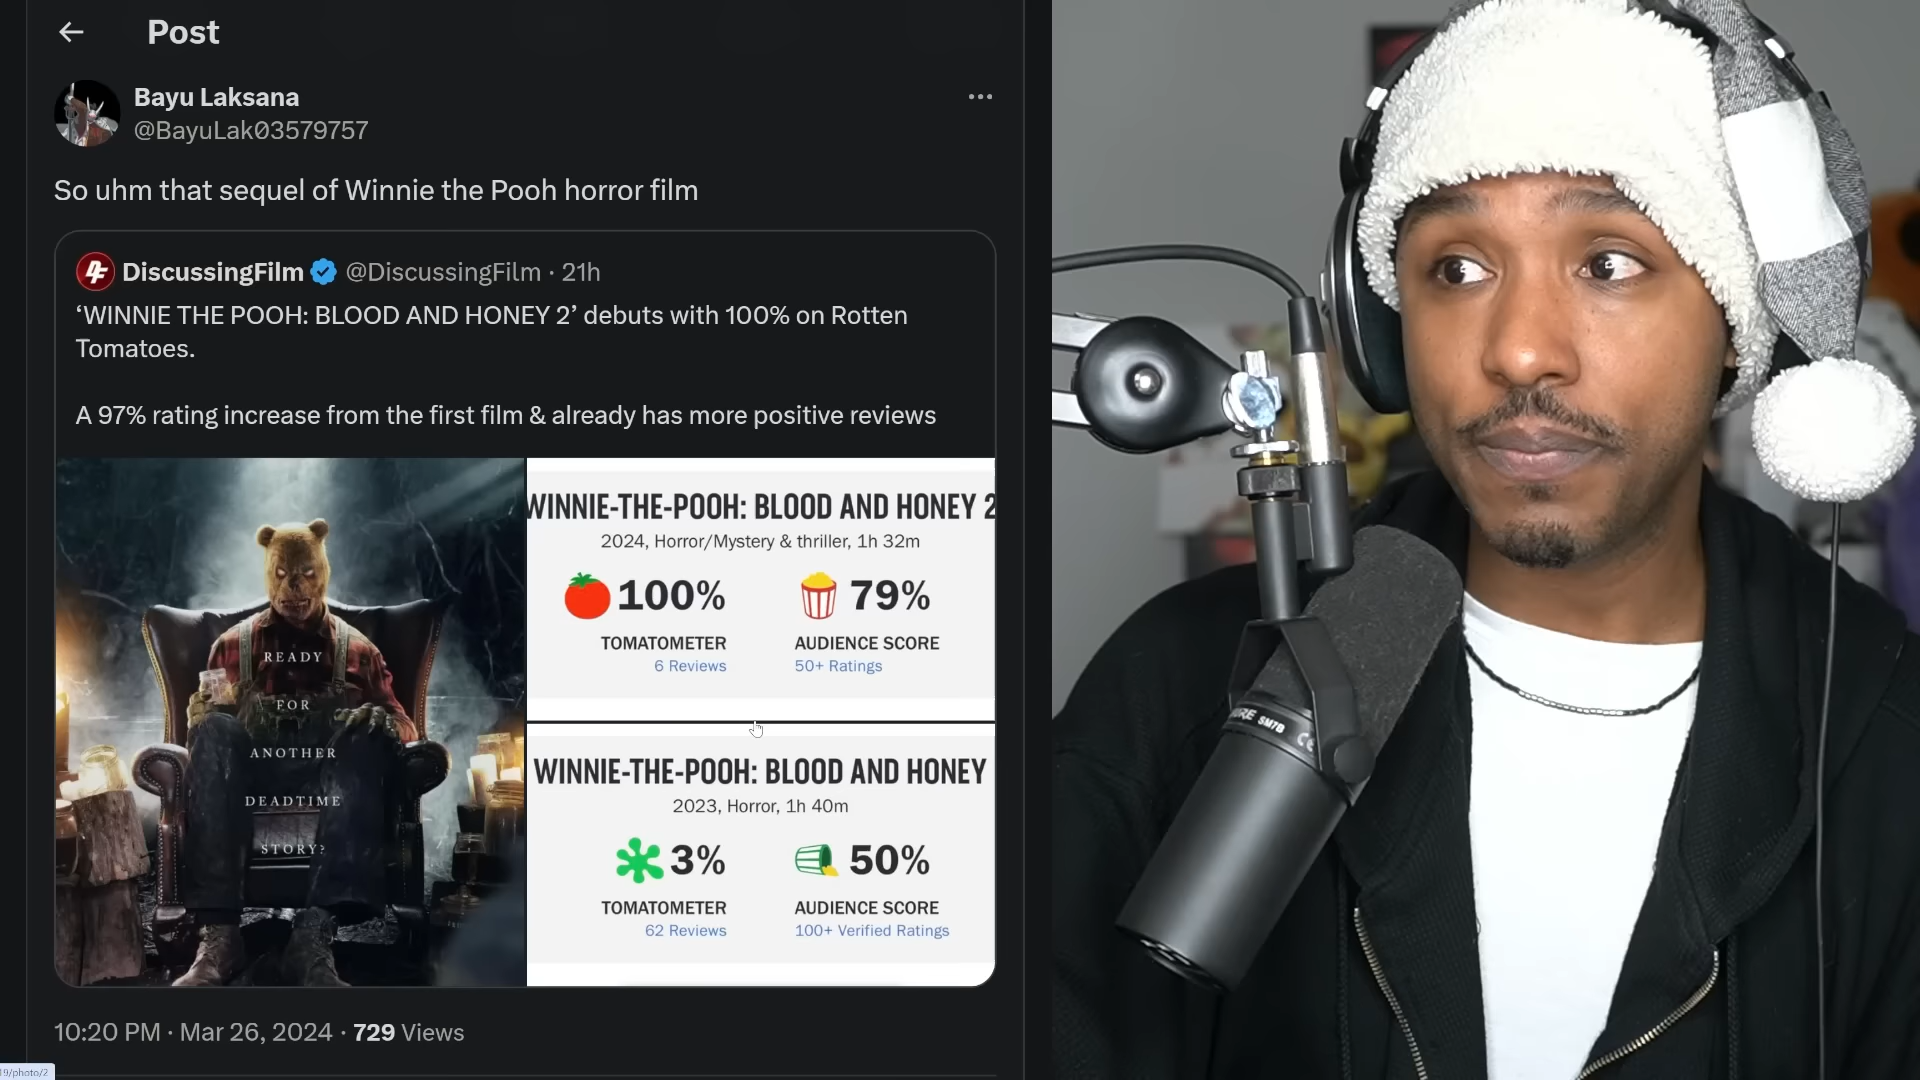 Post
Bayu Laksana
@BayuLak03579757
So uhm that sequel of Winnie the Pooh horror film
DiscussingFilm @DiscussingFilm · 21h
‘WINNIE THE POOH: BLOOD AND HONEY 2’ debuts with 100% on Rotten
Tomatoes.
A 97% rating increase from the first film & already has more positive reviews
READY
FOR
ANOTHER
DEADTIME
STORY?
WINNIE-THE-POOH: BLOOD AND HONEY 2
2024, Horror/Mystery & thriller, 1h 32m
100% 79%
TOMATOMETER AUDIENCE SCORE
6 Reviews 50+ Ratings
WINNIE-THE-POOH: BLOOD AND HONEY
2023, Horror, 1h 40m
3% 50%
TOMATOMETER AUDIENCE SCORE
62 Reviews 100+ Verified Ratings
10:20 PM · Mar 26, 2024 · 729 Views
19/photo/2
SM7B